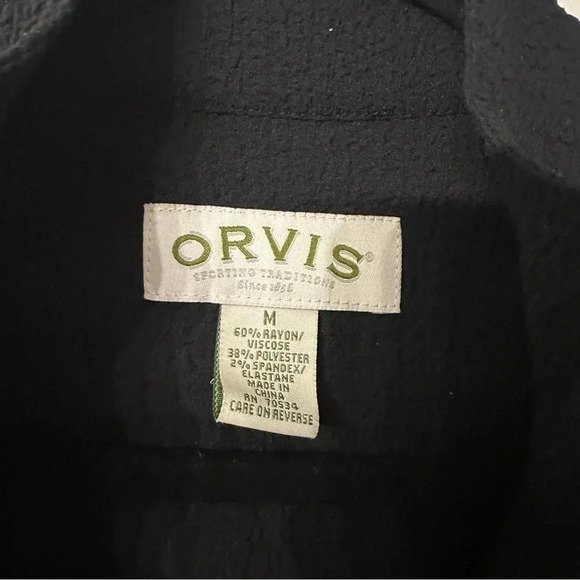 ORVIS®
SPORTING TRADITIONS
Since 1856
M
60% RAYON/
VISCOSE
38% POLYESTER
2% SPANDEX/
ELASTANE
MADE IN
CHINA
RN 70534
CARE ON REVERSE